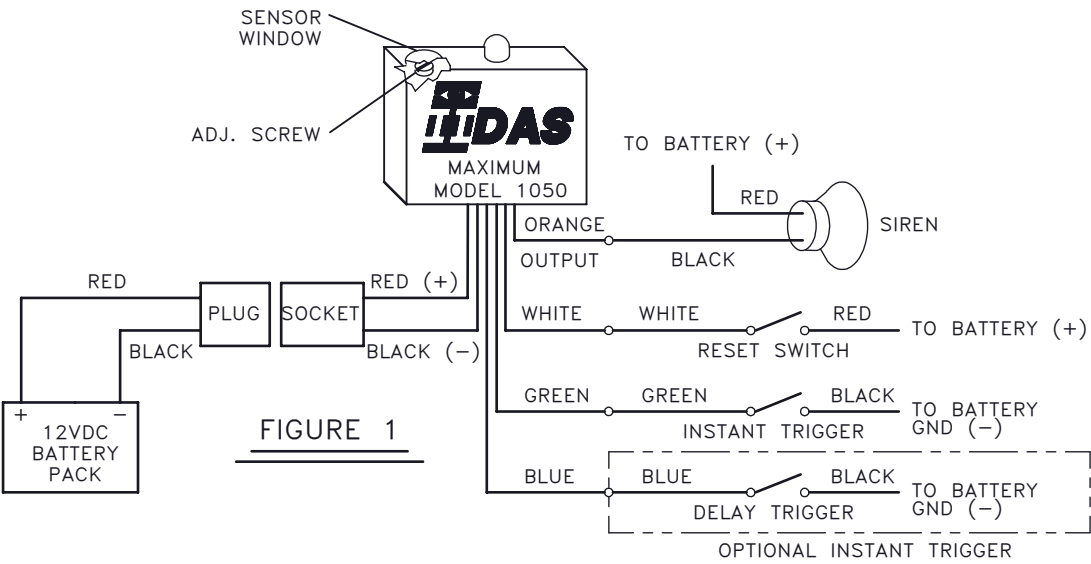 SENSOR
WINDOW
ADJ. SCREW
DAS
MAXIMUM
MODEL 1050
TO BATTERY (+)
RED
SIREN
ORANGE
OUTPUT
BLACK
RED
PLUG
SOCKET
RED (+)
BLACK
BLACK (−)
WHITE
WHITE
RED
TO BATTERY (+)
RESET SWITCH
+
−
12VDC
BATTERY
PACK
FIGURE 1
GREEN
GREEN
BLACK
TO BATTERY
GND (−)
INSTANT TRIGGER
BLUE
BLUE
BLACK
TO BATTERY
GND (−)
DELAY TRIGGER
OPTIONAL INSTANT TRIGGER